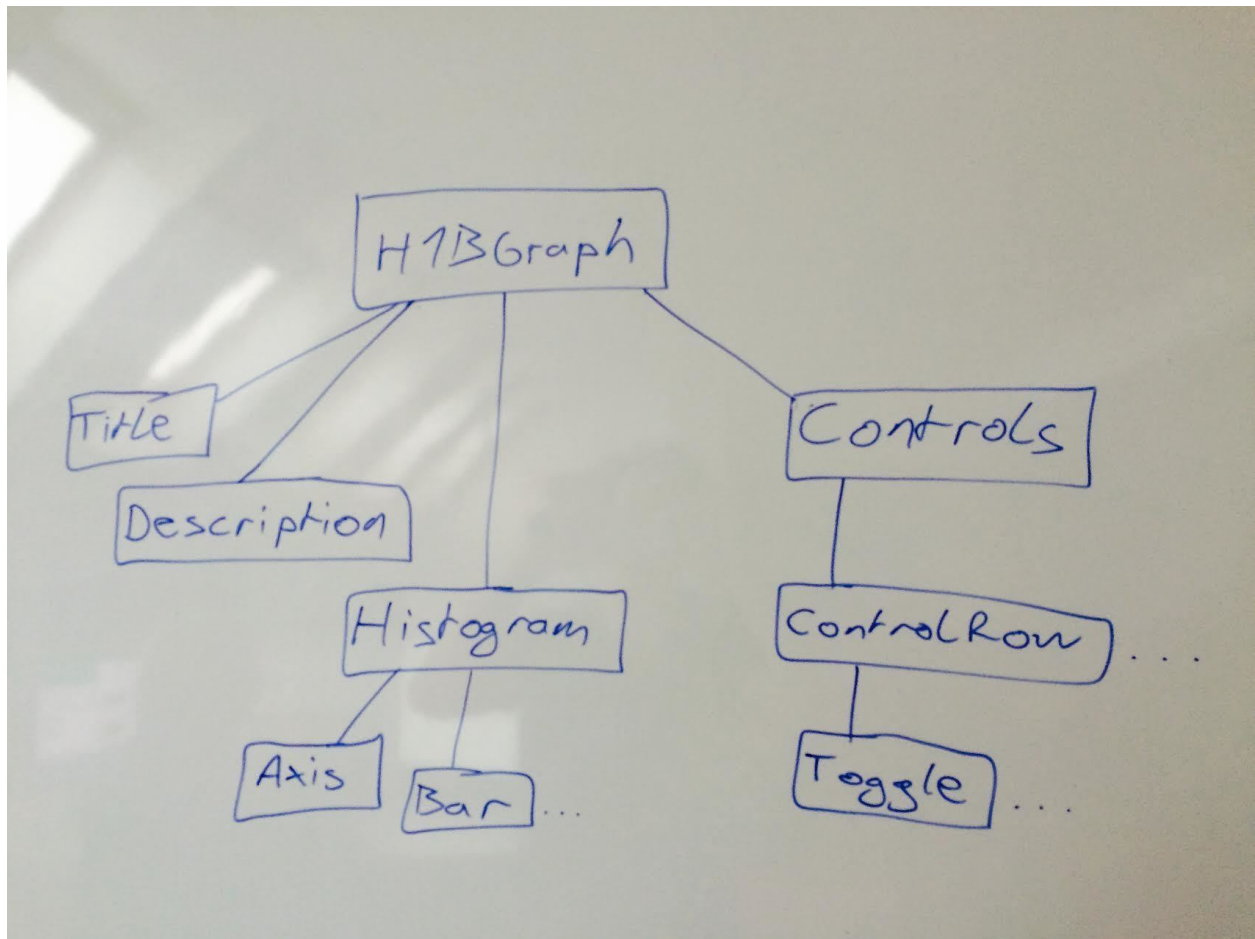 H1BGraph
Title
Controls
Description
Histogram
ControlRow ...
Axis
Bar ...
Toggle ...